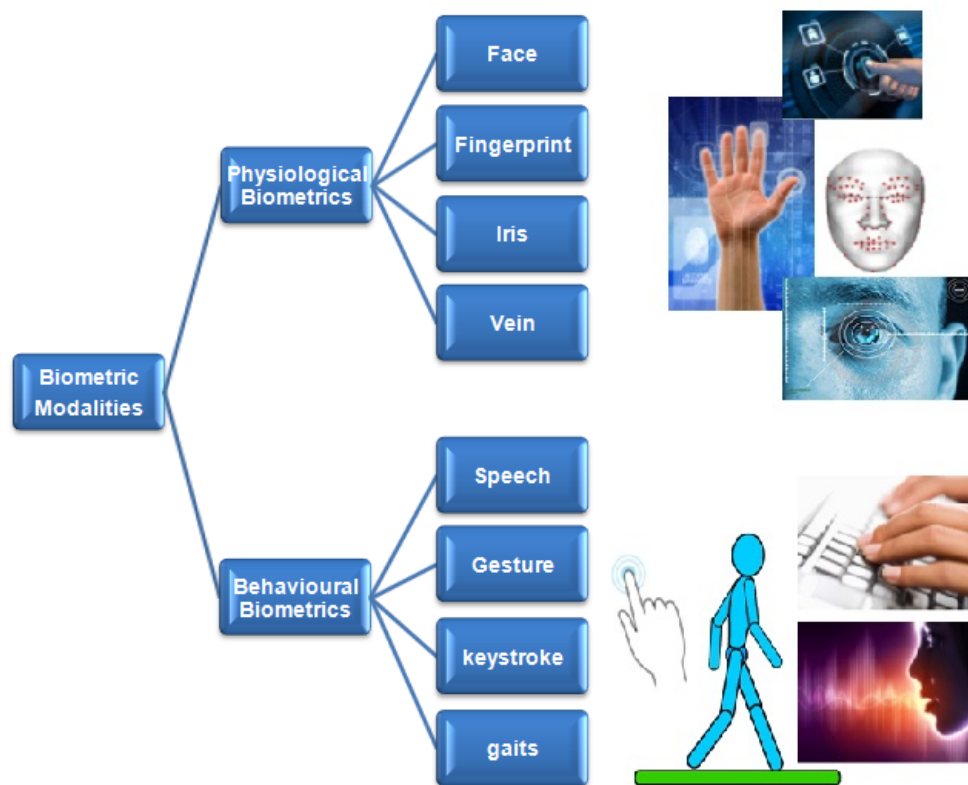 Face
Fingerprint
Physiological
Biometrics
Iris
Vein
Biometric
Modalities
Speech
Gesture
Behavioural
Biometrics
keystroke
gaits